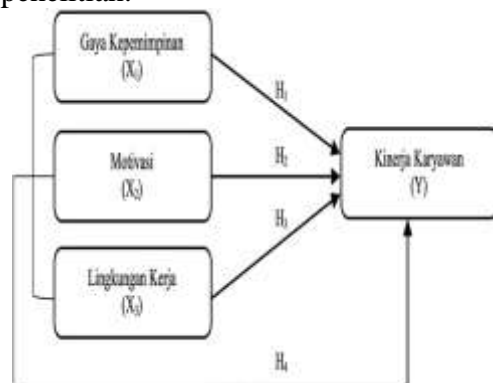 penelitian.
Gaya Kepemimpinan
(X₁)
H₁
Motivasi
(X₂)
H₂
Kinerja Karyawan
(Y)
H₃
Lingkungan Kerja
(X₃)
H₄